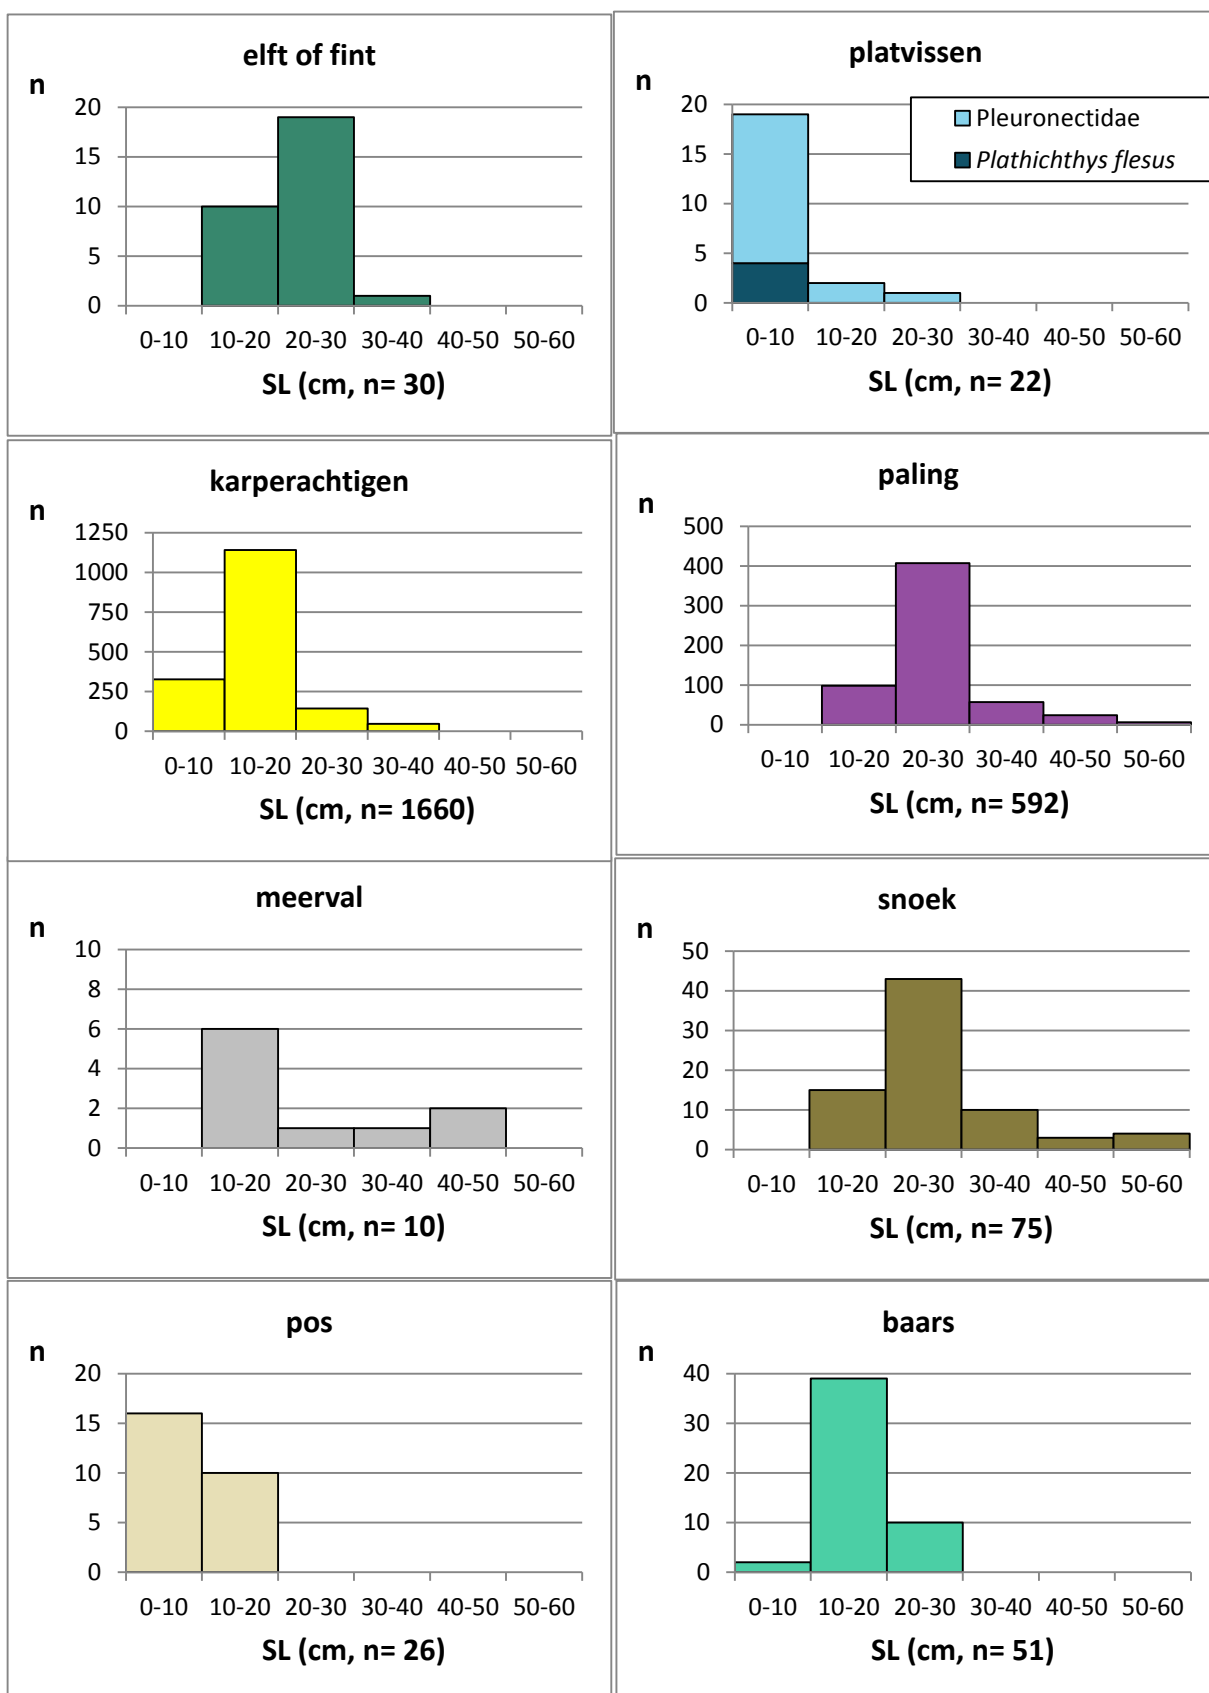 elft of fint
n
20
15
10
5
0
0-10 10-20 20-30 30-40 40-50 50-60
SL (cm, n= 30)
platvissen
n
20
15
10
5
0
Pleuronectidae
Plathichthys flesus
0-10 10-20 20-30 30-40 40-50 50-60
SL (cm, n= 22)
karperachtigen
n
1250
1000
750
500
250
0
0-10 10-20 20-30 30-40 40-50 50-60
SL (cm, n= 1660)
paling
n
500
400
300
200
100
0
0-10 10-20 20-30 30-40 40-50 50-60
SL (cm, n= 592)
meerval
n
10
8
6
4
2
0
0-10 10-20 20-30 30-40 40-50 50-60
SL (cm, n= 10)
snoek
n
50
40
30
20
10
0
0-10 10-20 20-30 30-40 40-50 50-60
SL (cm, n= 75)
pos
n
20
15
10
5
0
0-10 10-20 20-30 30-40 40-50 50-60
SL (cm, n= 26)
baars
n
40
30
20
10
0
0-10 10-20 20-30 30-40 40-50 50-60
SL (cm, n= 51)